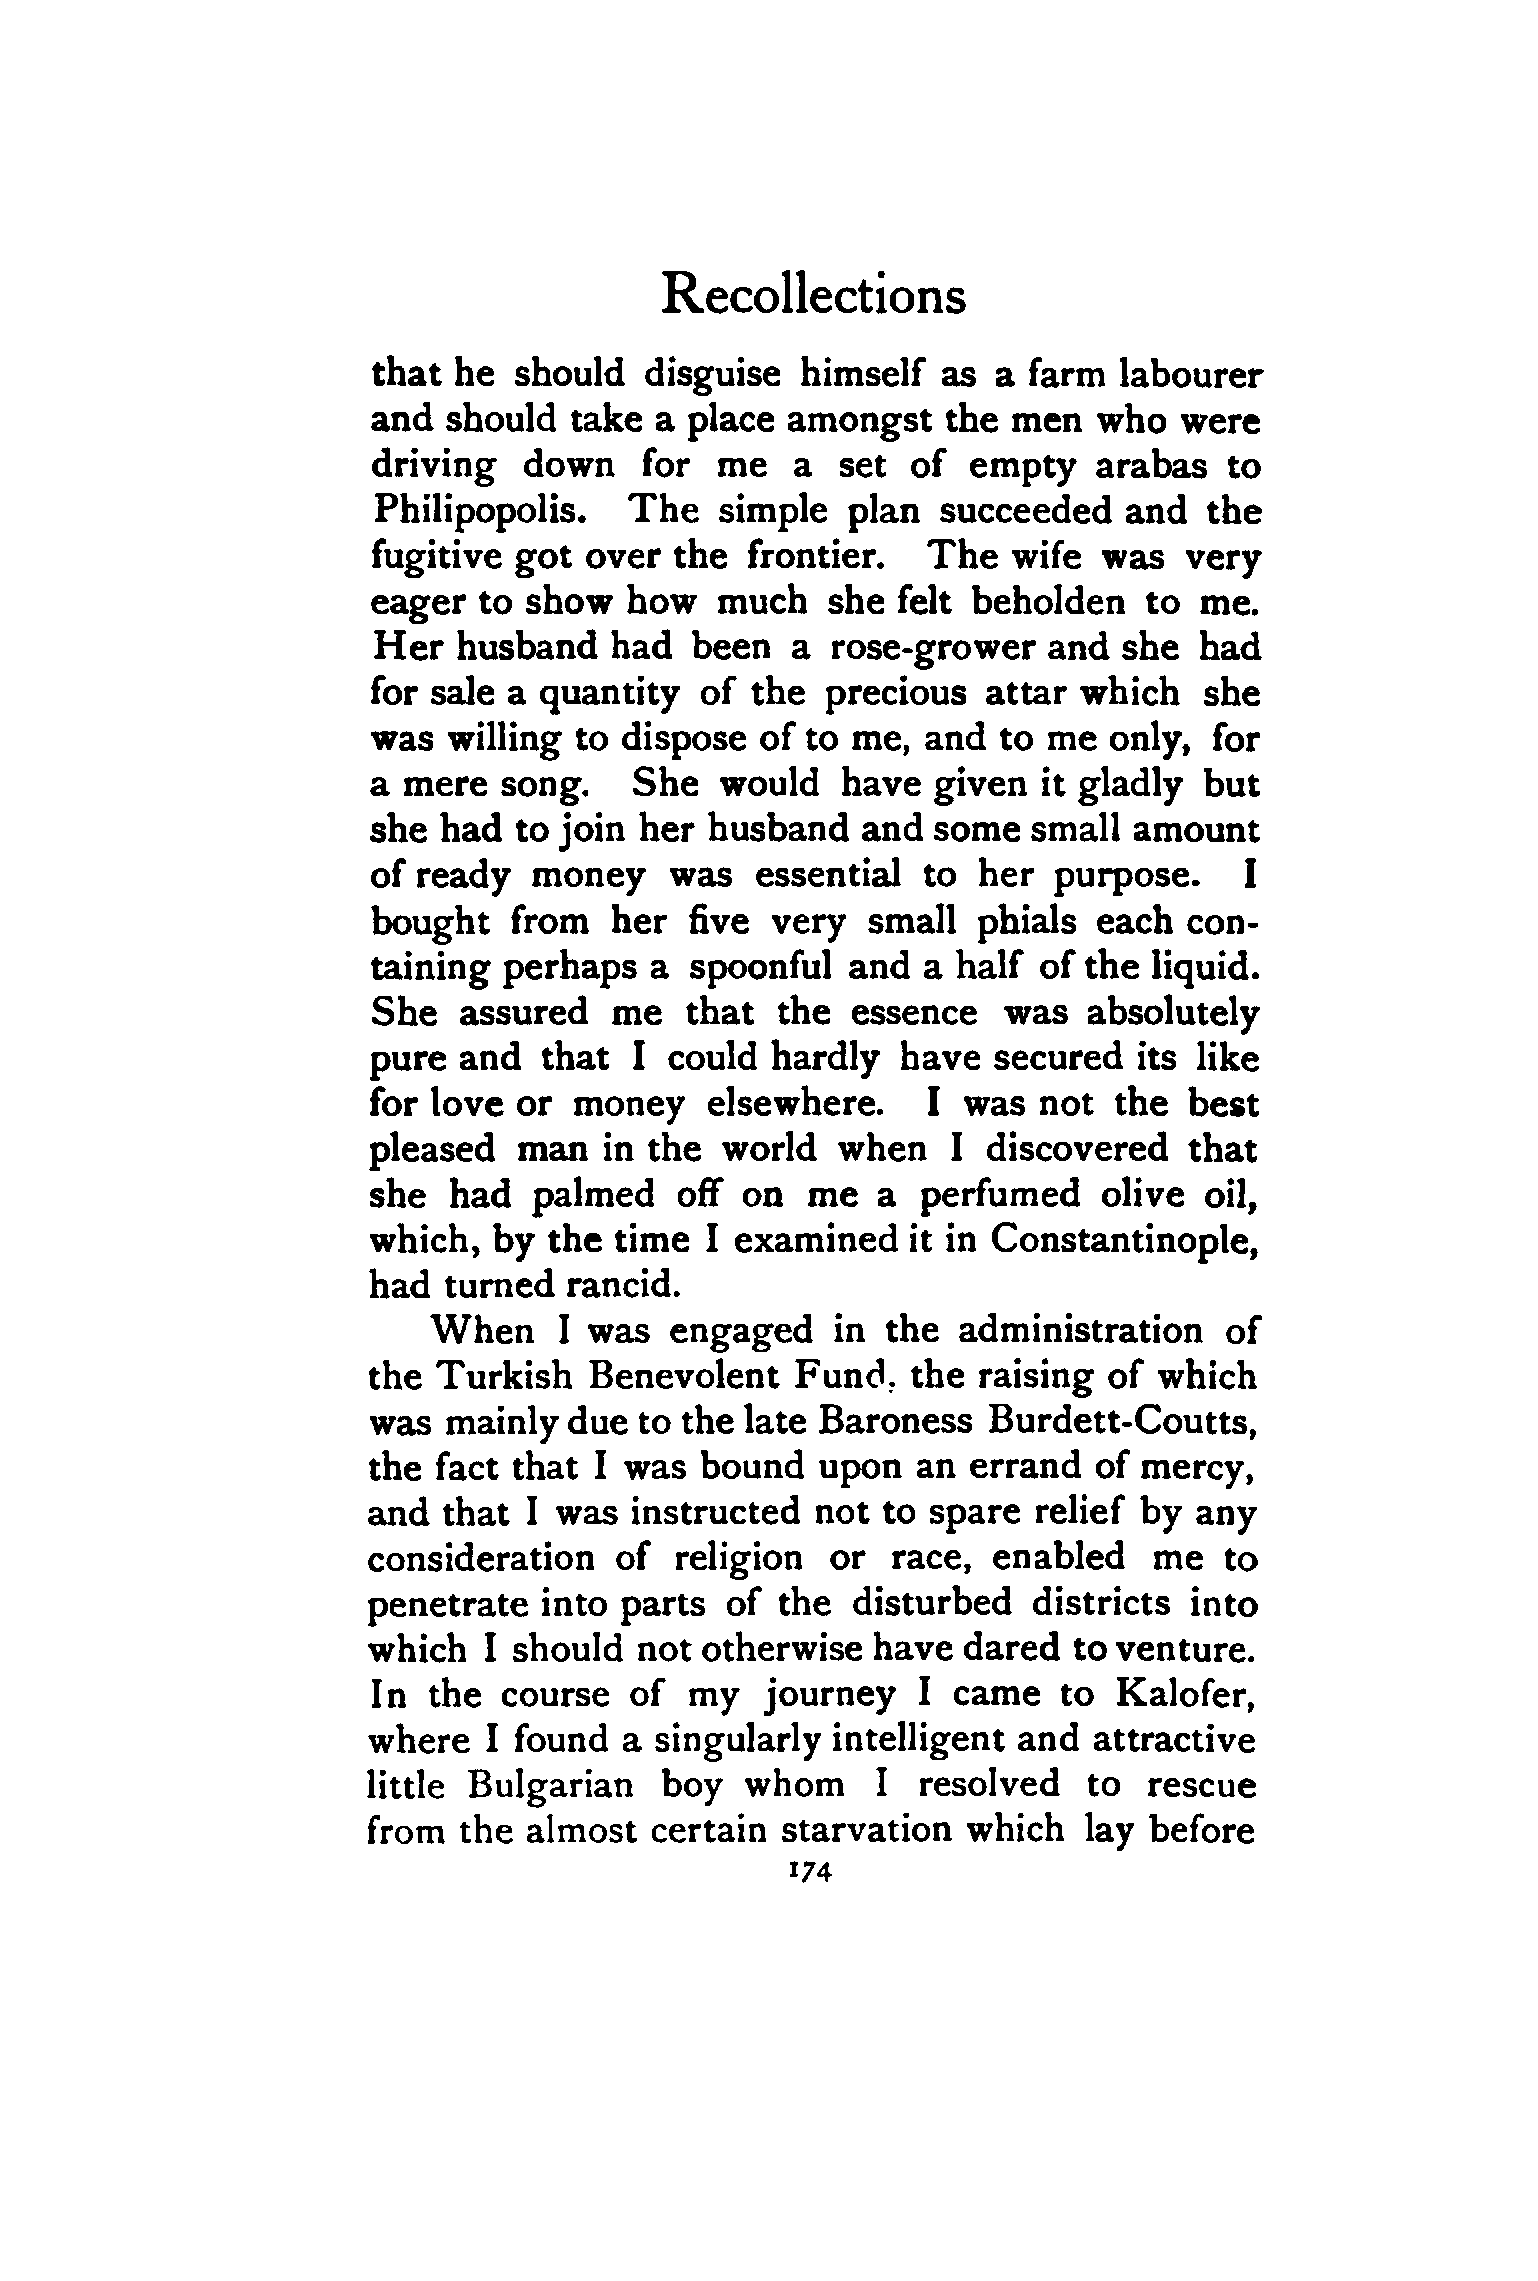 Recollections
that he should disguise himself as a farm labourer
and should take a place amongst the men who were
driving down for me a set of empty arabas to
Philipopolis. The simple plan succeeded and the
fugitive got over the frontier. The wife was very
eager to show how much she felt beholden to me.
Her husband had been a rose-grower and she had
for sale a quantity of the precious attar which she
was willing to dispose of to me, and to me only, for
a mere song. She would have given it gladly but
she had to join her husband and some small amount
of ready money was essential to her purpose. I
bought from her five very small phials each con-
taining perhaps a spoonful and a half of the liquid.
She assured me that the essence was absolutely
pure and that I could hardly have secured its like
for love or money elsewhere. I was not the best
pleased man in the world when I discovered that
she had palmed off on me a perfumed olive oil,
which, by the time I examined it in Constantinople,
had turned rancid.
When I was engaged in the administration of
the Turkish Benevolent Fund, the raising of which
was mainly due to the late Baroness Burdett-Coutts,
the fact that I was bound upon an errand of mercy,
and that I was instructed not to spare relief by any
consideration of religion or race, enabled me to
penetrate into parts of the disturbed districts into
which I should not otherwise have dared to venture.
In the course of my journey I came to Kalofer,
where I found a singularly intelligent and attractive
little Bulgarian boy whom I resolved to rescue
from the almost certain starvation which lay before
174